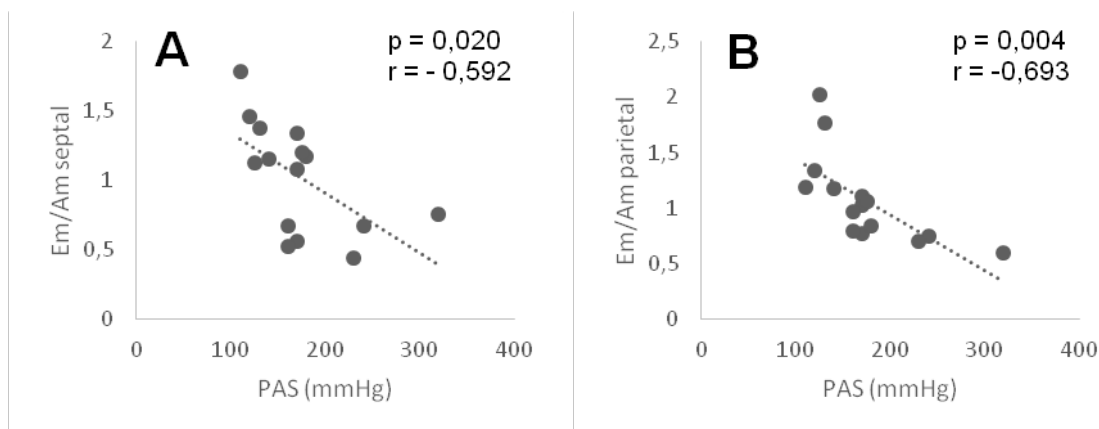 A
p = 0,020
r = - 0,592
2
1,5
1
0,5
0
Em/Am septal
0
100
200
300
400
PAS (mmHg)
B
p = 0,004
r = -0,693
2,5
2
1,5
1
0,5
0
Em/Am parietal
0
100
200
300
400
PAS (mmHg)